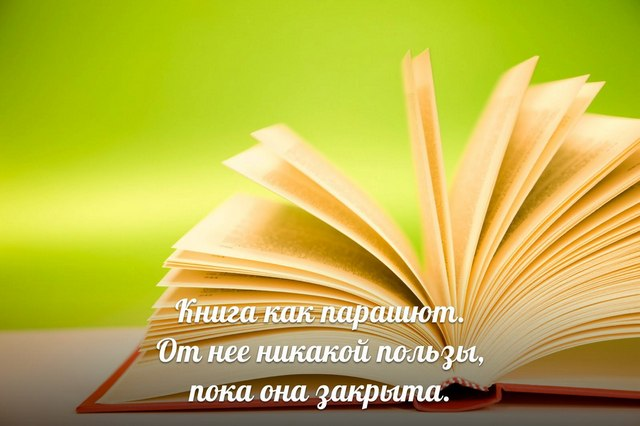 Книга как парашют.
От нее никакой пользы,
пока она закрыта.